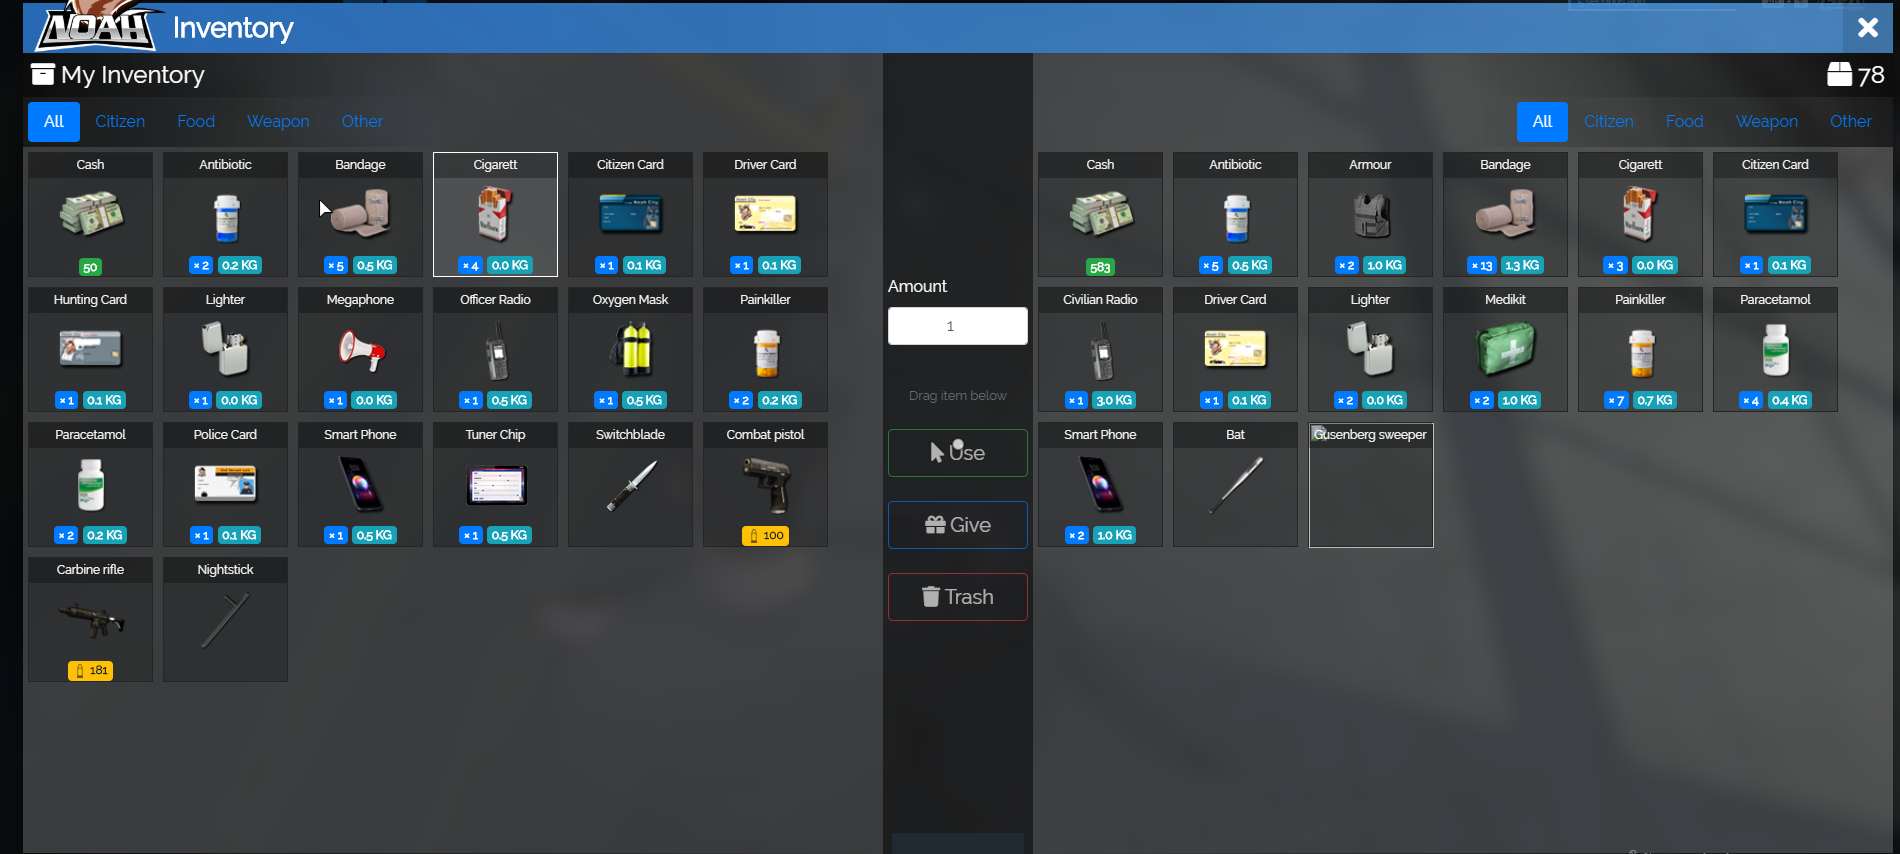 NOAH Inventory
My Inventory
78
All Citizen Food Weapon Other
All Citizen Food Weapon Other
Cash Antibiotic Bandage Cigarett Citizen Card Driver Card
50 × 2 0.2 KG × 5 0.5 KG × 4 0.0 KG × 1 0.1 KG × 1 0.1 KG
Hunting Card Lighter Megaphone Officer Radio Oxygen Mask Painkiller
× 1 0.1 KG × 1 0.0 KG × 1 0.0 KG × 1 0.5 KG × 1 0.5 KG × 2 0.2 KG
Paracetamol Police Card Smart Phone Tuner Chip Switchblade Combat pistol
× 2 0.2 KG × 1 0.1 KG × 1 0.5 KG × 1 0.5 KG 100
Carbine rifle Nightstick
181
Amount
1
Drag item below
Use
Give
Trash
Cash Antibiotic Armour Bandage Cigarett Citizen Card
583 × 5 0.5 KG × 2 1.0 KG × 13 1.3 KG × 3 0.0 KG × 1 0.1 KG
Civilian Radio Driver Card Lighter Medikit Painkiller Paracetamol
× 1 3.0 KG × 1 0.1 KG × 2 0.0 KG × 2 1.0 KG × 7 0.7 KG × 4 0.4 KG
Smart Phone Bat Gusenberg sweeper
× 2 1.0 KG